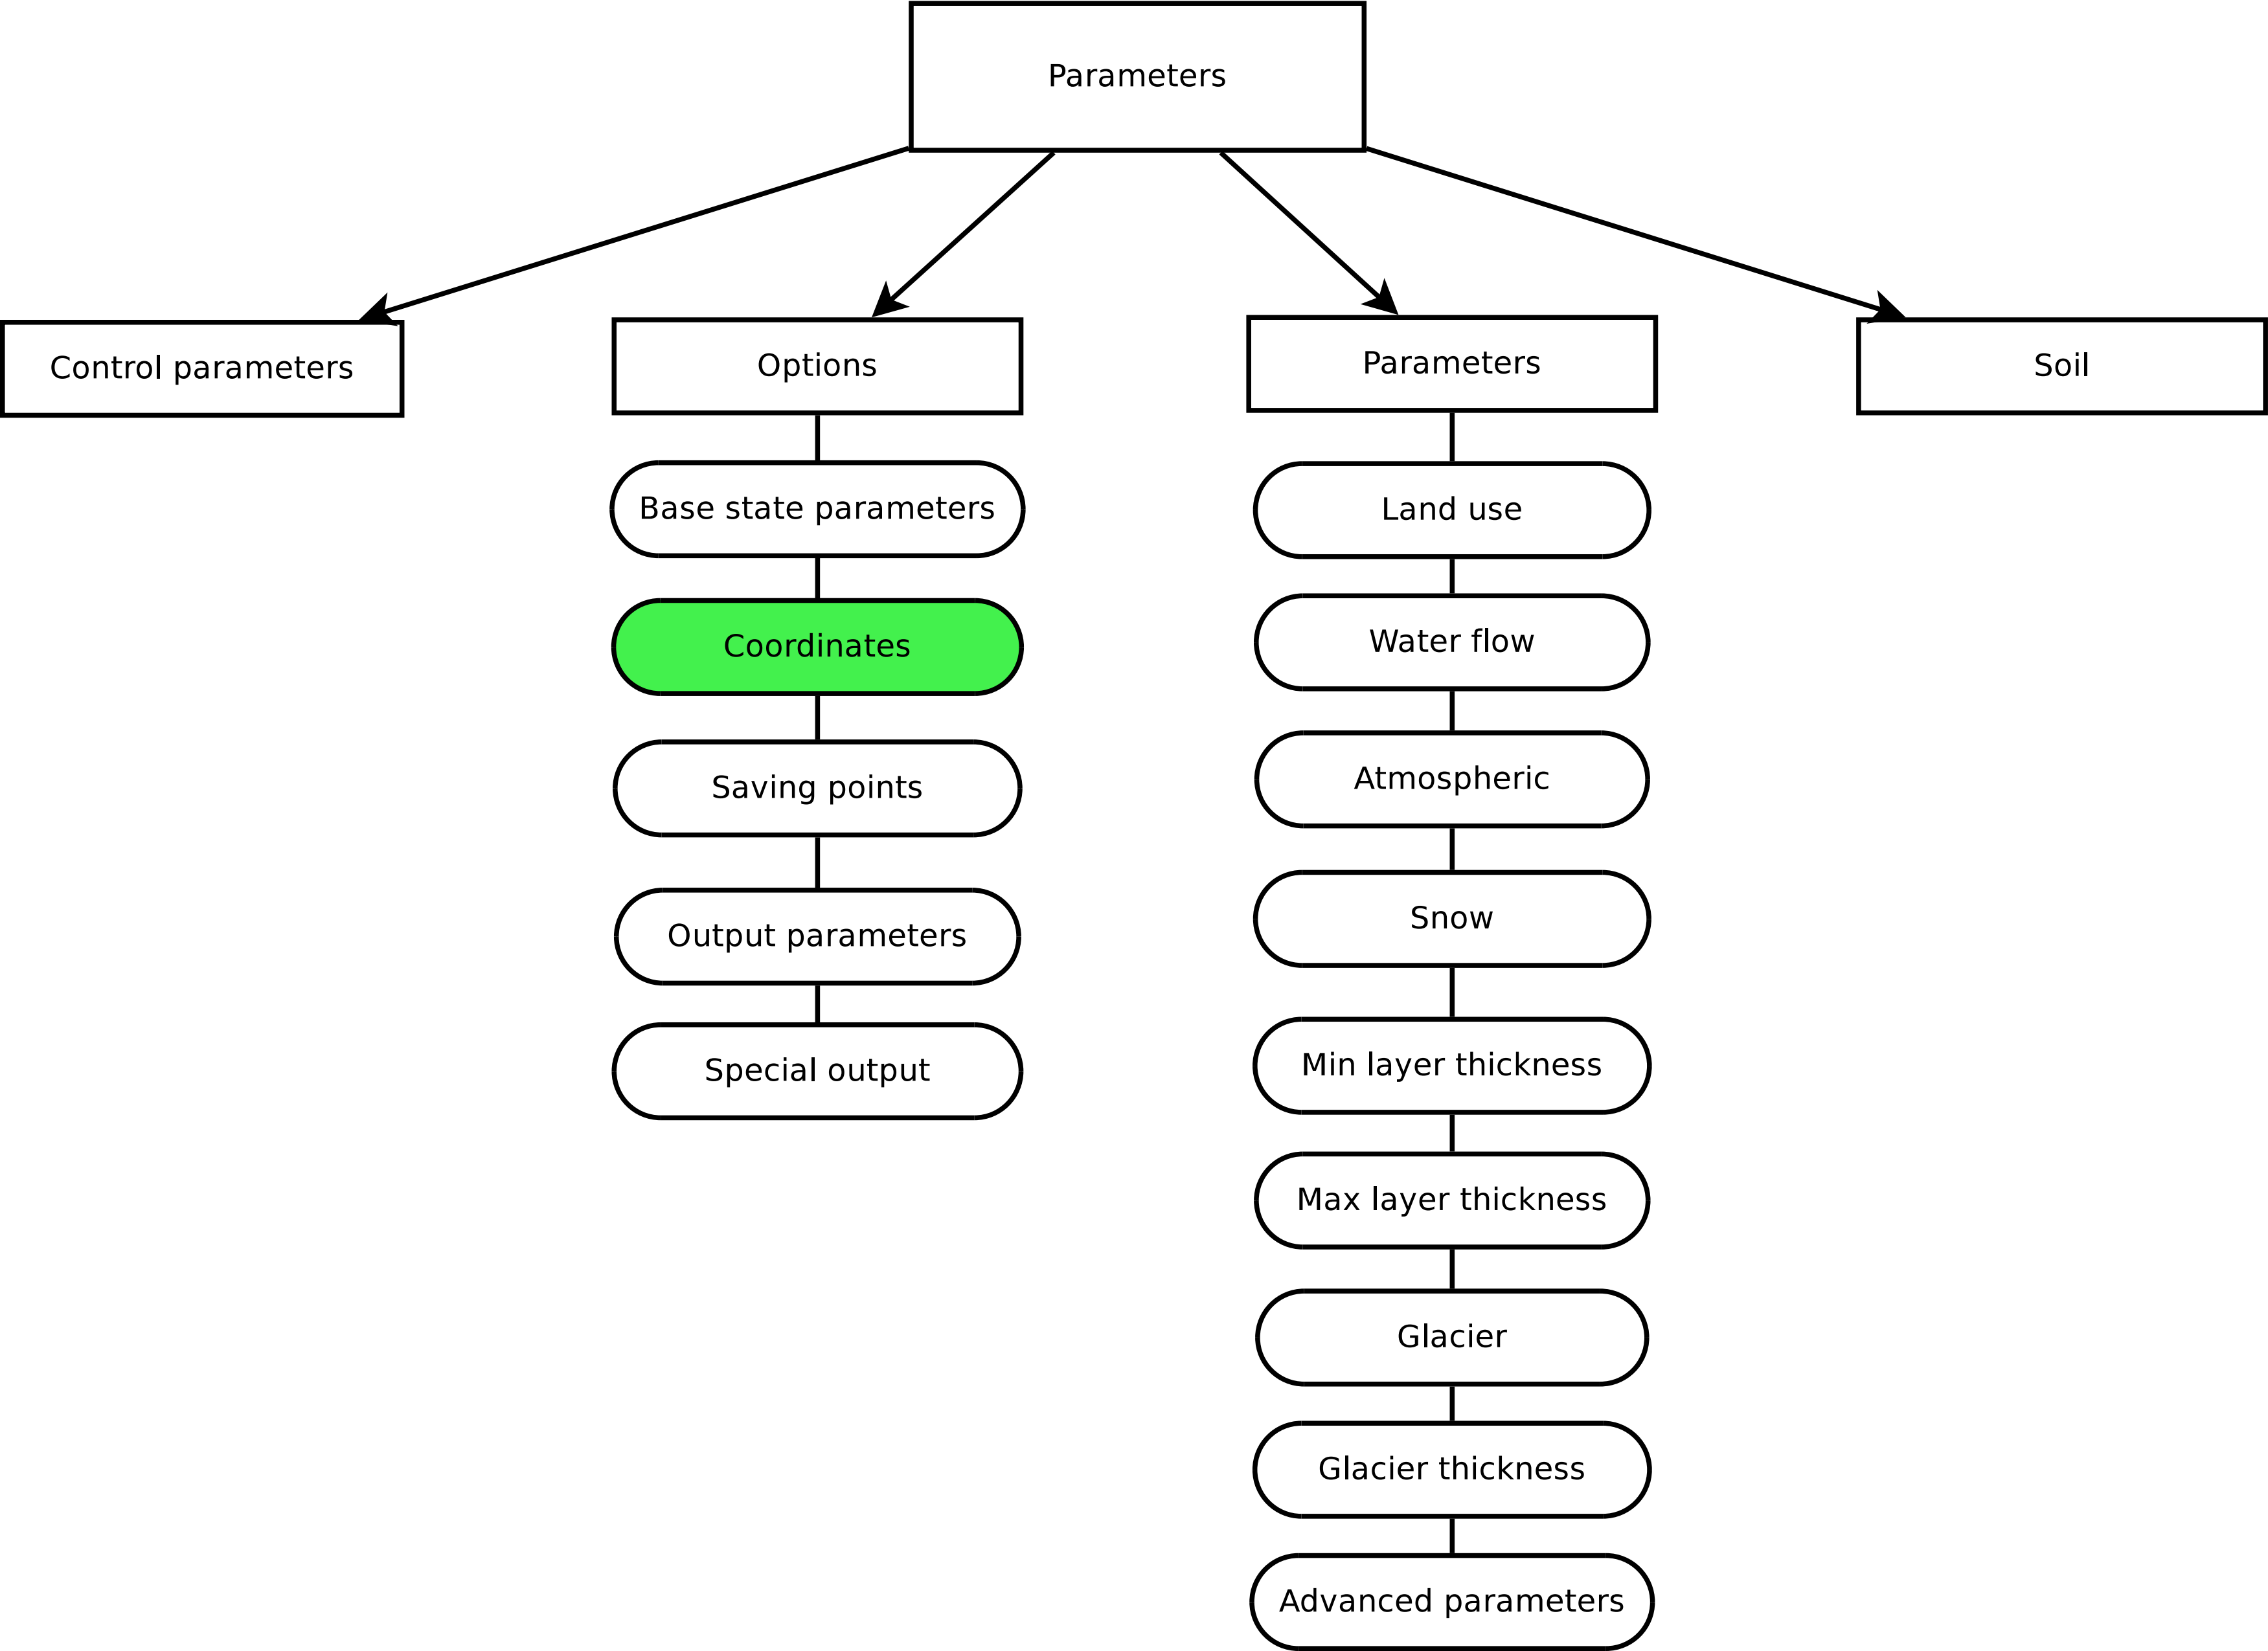 Parameters
Control parameters
Options
Parameters
Soil
Base state parameters
Coordinates
Saving points
Output parameters
Special output
Land use
Water flow
Atmospheric
Snow
Min layer thickness
Max layer thickness
Glacier
Glacier thickness
Advanced parameters